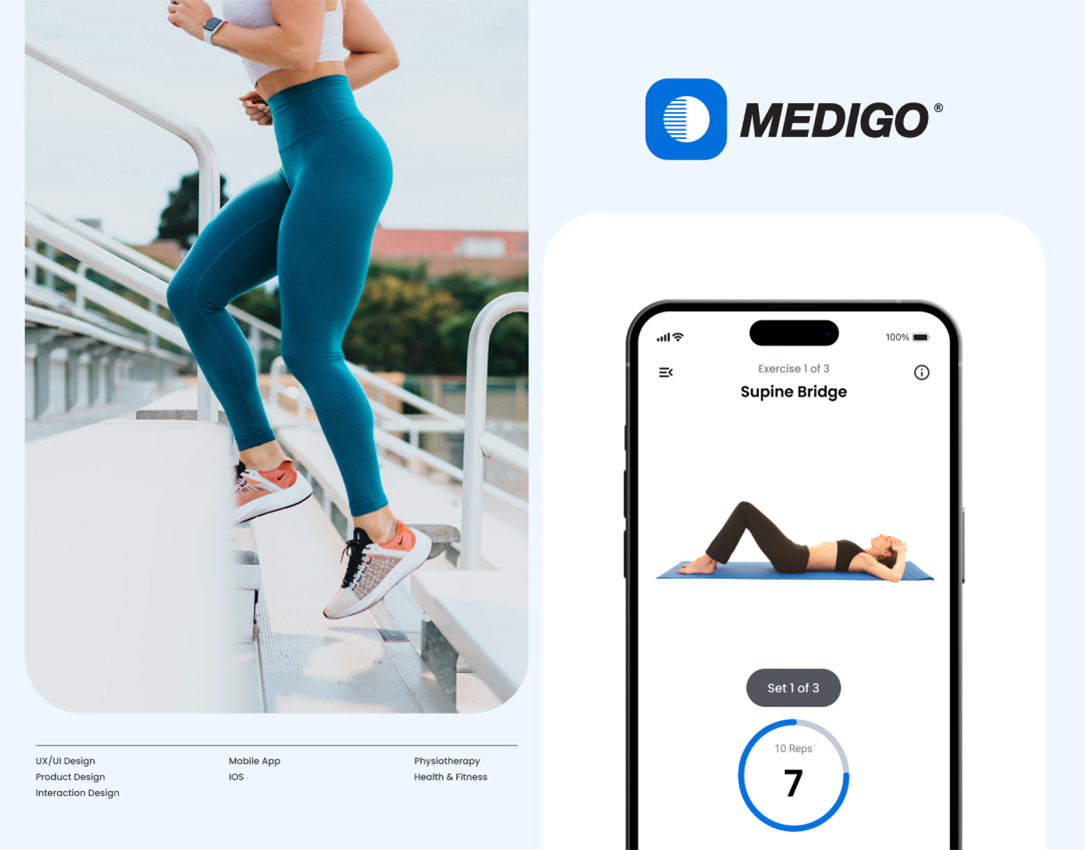 MEDIGO®
100%
Exercise 1 of 3
Supine Bridge
Set 1 of 3
10 Reps
7
UX/UI Design
Product Design
Interaction Design
Mobile App
IOS
Physiotherapy
Health & Fitness